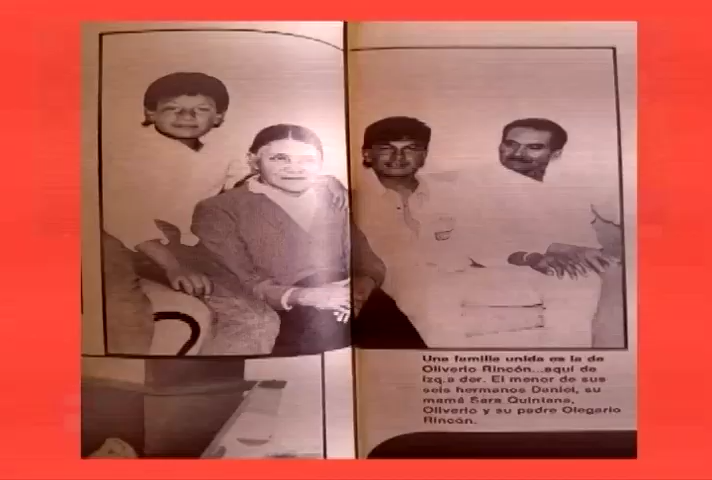 Una familia unida es la de
Oliverio Rincón...aquí de
izq.a der. El menor de sus
seis hermanos Daniel, su
mamá Sara Quintana,
Oliverio y su padre Olegario
Rincón.